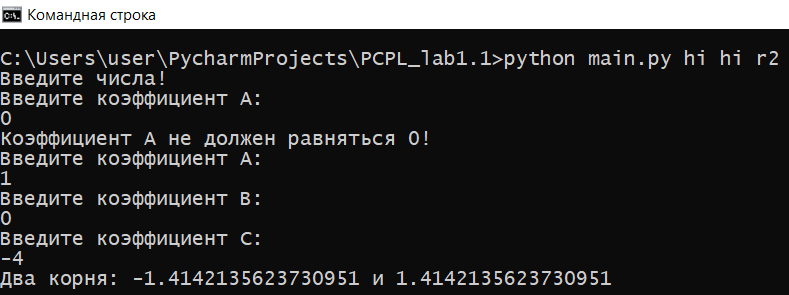 Командная строка
C:\Users\user\PycharmProjects\PCPL_lab1.1>python main.py hi hi r2
Введите числа!
Введите коэффициент А:
0
Коэффициент А не должен равняться 0!
Введите коэффициент А:
1
Введите коэффициент В:
0
Введите коэффициент С:
-4
Два корня: -1.4142135623730951 и 1.4142135623730951